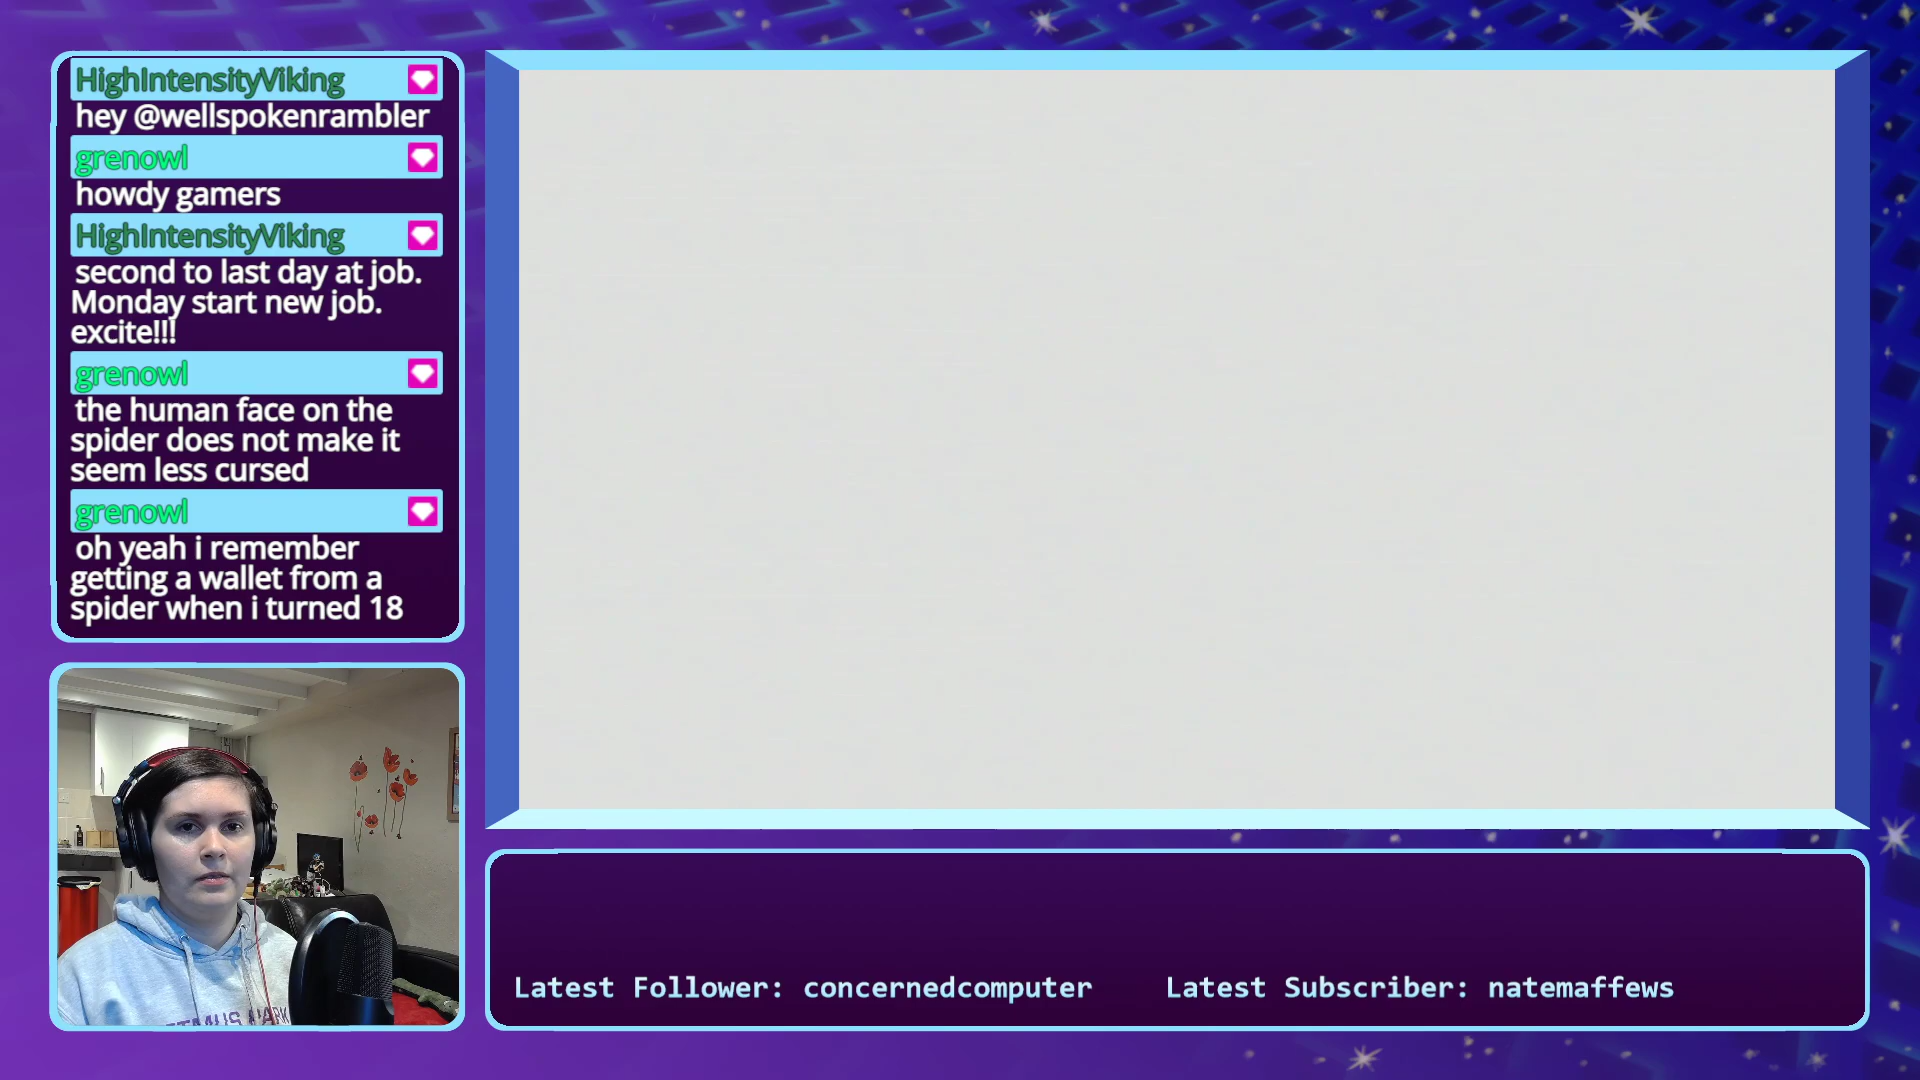 HighIntensityViking
hey @wellspokenrambler
grenowl
howdy gamers
HighIntensityViking
second to last day at job.
Monday start new job.
excite!!!
grenowl
the human face on the
spider does not make it
seem less cursed
grenowl
oh yeah i remember
getting a wallet from a
spider when i turned 18
Latest Follower: concernedcomputer
Latest Subscriber: natemaffews